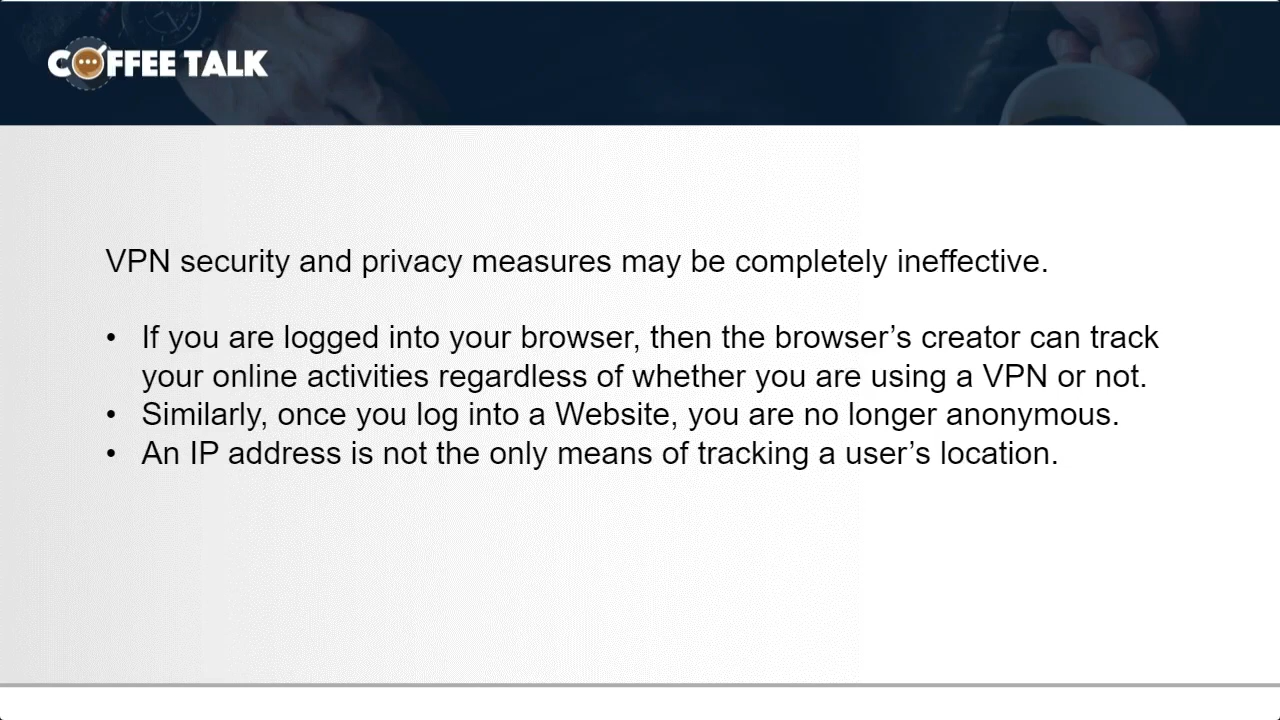 COFFEE TALK
VPN security and privacy measures may be completely ineffective.
• If you are logged into your browser, then the browser’s creator can track
your online activities regardless of whether you are using a VPN or not.
• Similarly, once you log into a Website, you are no longer anonymous.
• An IP address is not the only means of tracking a user’s location.